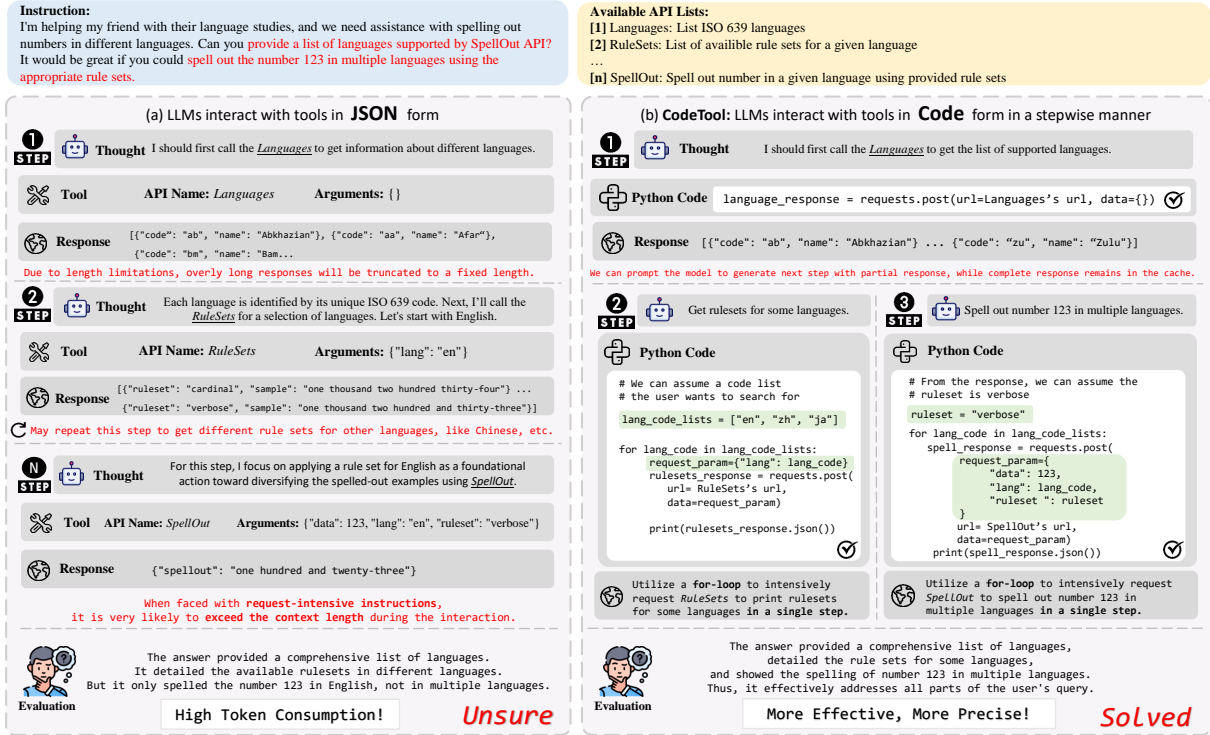 Instruction:
I'm helping my friend with their language studies, and we need assistance with spelling out
numbers in different languages. Can you provide a list of languages supported by SpellOut API?
It would be great if you could spell out the number 123 in multiple languages using the
appropriate rule sets.
Available API Lists:
[1] Languages: List ISO 639 languages
[2] RuleSets: List of availible rule sets for a given language
…
[n] SpellOut: Spell out number in a given language using provided rule sets
(a) LLMs interact with tools in JSON form
1
STEP
Thought I should first call the Languages to get information about different languages.
Tool API Name: Languages Arguments: {}
Response [{"code": "ab", "name": "Abkhazian"}, {"code": "aa", "name": "Afar“},
{"code": "bm", "name": "Bam...
Due to length limitations, overly long responses will be truncated to a fixed length.
2
STEP
Thought Each language is identified by its unique ISO 639 code. Next, I'll call the
RuleSets for a selection of languages. Let's start with English.
Tool API Name: RuleSets Arguments: {"lang": "en"}
Response [{"ruleset": "cardinal", "sample": "one thousand two hundred thirty-four"} ...
{"ruleset": "verbose", "sample": "one thousand two hundred and thirty-three"}]
May repeat this step to get different rule sets for other languages, like Chinese, etc.
N
STEP
Thought For this step, I focus on applying a rule set for English as a foundational
action toward diversifying the spelled-out examples using SpellOut.
Tool API Name: SpellOut Arguments: {"data": 123, "lang": "en", "ruleset": "verbose"}
Response {"spellout": "one hundred and twenty-three"}
When faced with request-intensive instructions,
it is very likely to exceed the context length during the interaction.
Evaluation
The answer provided a comprehensive list of languages.
It detailed the available rulesets in different languages.
But it only spelled the number 123 in English, not in multiple languages.
High Token Consumption!
Unsure
(b) CodeTool: LLMs interact with tools in Code form in a stepwise manner
1
STEP
Thought I should first call the Languages to get the list of supported languages.
Python Code language_response = requests.post(url=Languages’s url, data={})
Response [{"code": "ab", "name": "Abkhazian"} ... {"code": “zu", "name": “Zulu"}]
We can prompt the model to generate next step with partial response, while complete response remains in the cache.
2
STEP
Get rulesets for some languages.
Python Code
# We can assume a code list
# the user wants to search for
lang_code_lists = ["en", "zh", "ja"]
for lang_code in lang_code_lists:
request_param={"lang": lang_code}
rulesets_response = requests.post(
url= RuleSets’s url,
data=request_param)
print(rulesets_response.json())
Utilize a for-loop to intensively
request RuleSets to print rulesets
for some languages in a single step.
3
STEP
Spell out number 123 in multiple languages.
Python Code
# From the response, we can assume the
# ruleset is verbose
ruleset = "verbose"
for lang_code in lang_code_lists:
spell_response = requests.post(
request_param={
"data": 123,
"lang": lang_code,
"ruleset ": ruleset
}
url= SpellOut’s url,
data=request_param)
print(spell_response.json())
Utilize a for-loop to intensively request
SpellOut to spell out number 123 in
multiple languages in a single step.
Evaluation
The answer provided a comprehensive list of languages,
detailed the rule sets for some languages,
and showed the spelling of number 123 in multiple languages.
Thus, it effectively addresses all parts of the user's query.
More Effective, More Precise!
Solved